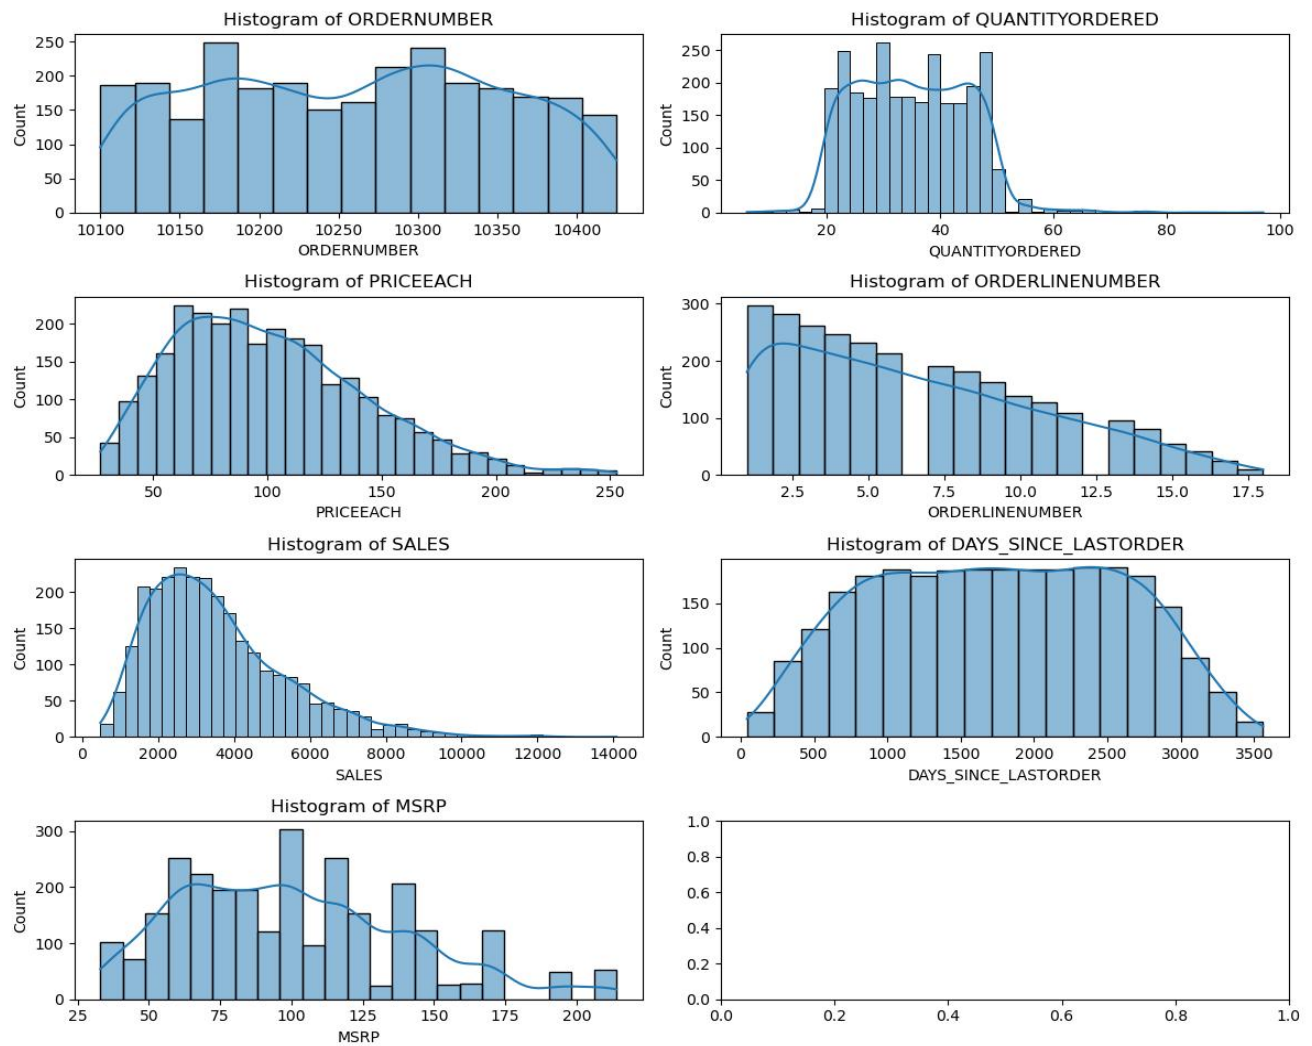 Histogram of ORDERNUMBER
250
200
150
100
50
0
Count
10100 10150 10200 10250 10300 10350 10400
ORDERNUMBER
Histogram of QUANTITYORDERED
250
200
150
100
50
0
Count
20 40 60 80 100
QUANTITYORDERED
Histogram of PRICEEACH
200
150
100
50
0
Count
50 100 150 200 250
PRICEEACH
Histogram of ORDERLINENUMBER
300
200
100
0
Count
2.5 5.0 7.5 10.0 12.5 15.0 17.5
ORDERLINENUMBER
Histogram of SALES
200
150
100
50
0
Count
0 2000 4000 6000 8000 10000 12000 14000
SALES
Histogram of DAYS_SINCE_LASTORDER
150
100
50
0
Count
0 500 1000 1500 2000 2500 3000 3500
DAYS_SINCE_LASTORDER
Histogram of MSRP
300
200
100
0
Count
25 50 75 100 125 150 175 200
MSRP
1.0
0.8
0.6
0.4
0.2
0.0
0.0 0.2 0.4 0.6 0.8 1.0